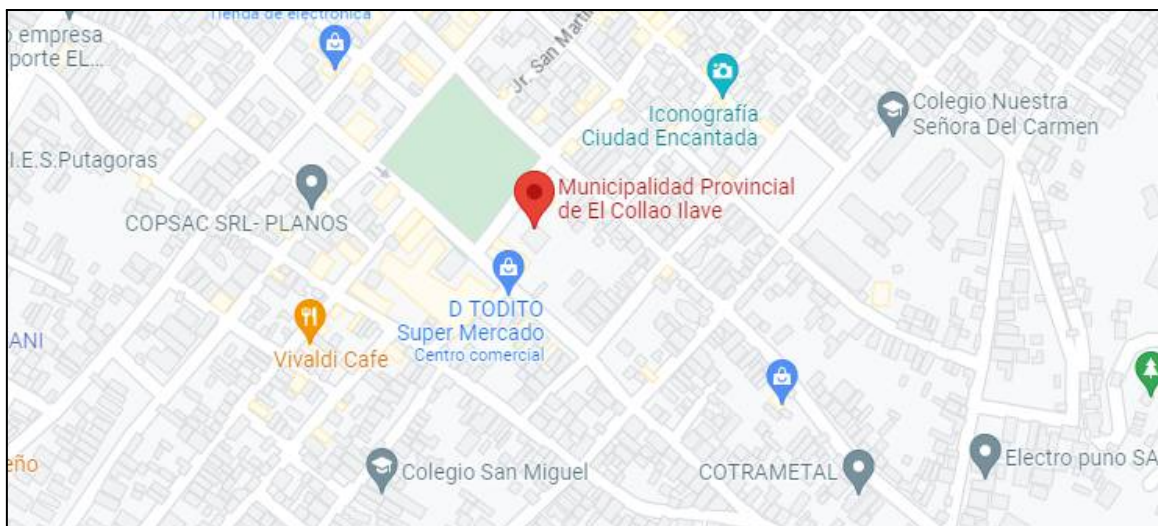 Tienda de electrónica
empresa
porte EL...
Jr. San Martí
Iconografía
Ciudad Encantada
Colegio Nuestra
Señora Del Carmen
I.E.S.Putagoras
COPSAC SRL- PLANOS
Municipalidad Provincial
de El Collao Ilave
D TODITO
Super Mercado
Centro comercial
ANI
Vivaldi Cafe
eño
Colegio San Miguel
COTRAMETAL
Electro puno SA